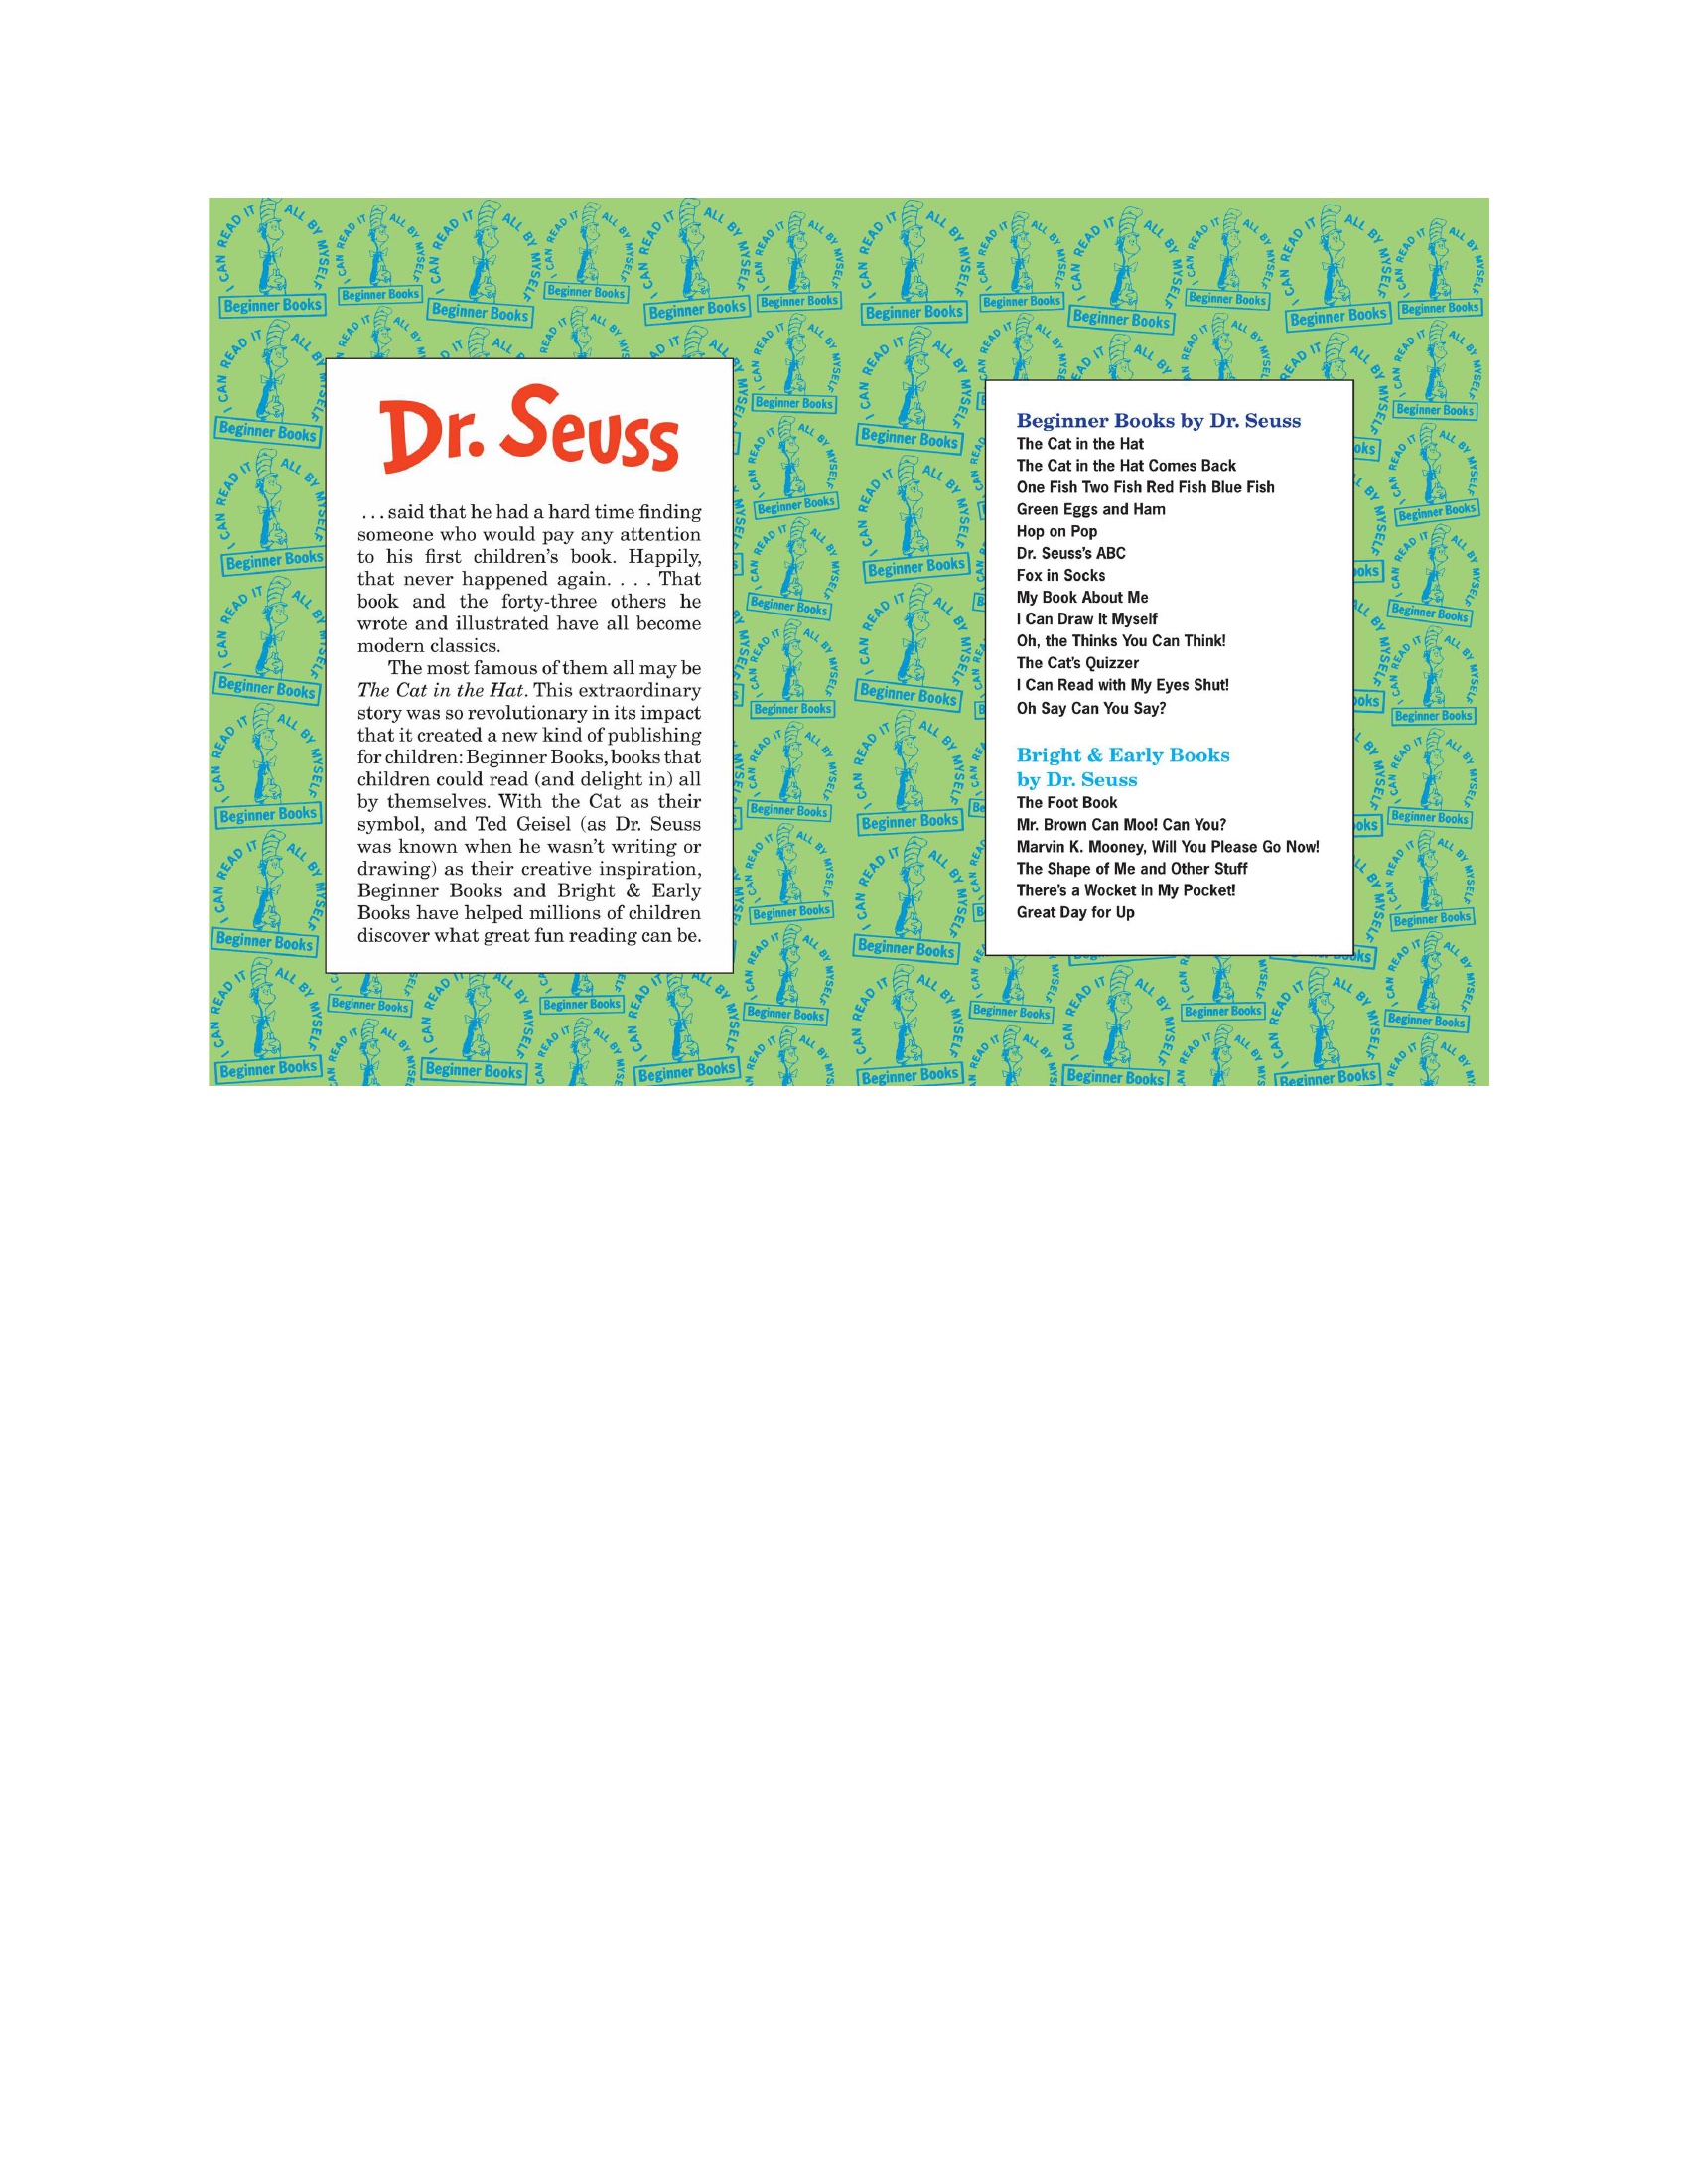 Dr. Seuss
...said that he had a hard time finding
someone who would pay any attention
to his first children's book. Happily,
that never happened again. . . . That
book and the forty-three others he
wrote and illustrated have all become
modern classics.
The most famous of them all may be
The Cat in the Hat. This extraordinary
story was so revolutionary in its impact
that it created a new kind of publishing
for children: Beginner Books, books that
children could read (and delight in) all
by themselves. With the Cat as their
symbol, and Ted Geisel (as Dr. Seuss
was known when he wasn't writing or
drawing) as their creative inspiration,
Beginner Books and Bright & Early
Books have helped millions of children
discover what great fun reading can be.
Beginner Books by Dr. Seuss
The Cat in the Hat
The Cat in the Hat Comes Back
One Fish Two Fish Red Fish Blue Fish
Green Eggs and Ham
Hop on Pop
Dr. Seuss's ABC
Fox in Socks
My Book About Me
I Can Draw It Myself
Oh, the Thinks You Can Think!
The Cat's Quizzer
I Can Read with My Eyes Shut!
Oh Say Can You Say?
Bright & Early Books
by Dr. Seuss
The Foot Book
Mr. Brown Can Moo! Can You?
Marvin K. Mooney, Will You Please Go Now!
The Shape of Me and Other Stuff
There's a Wocket in My Pocket!
Great Day for Up
I CAN READ IT ALL BY MYSELF
Beginner Books